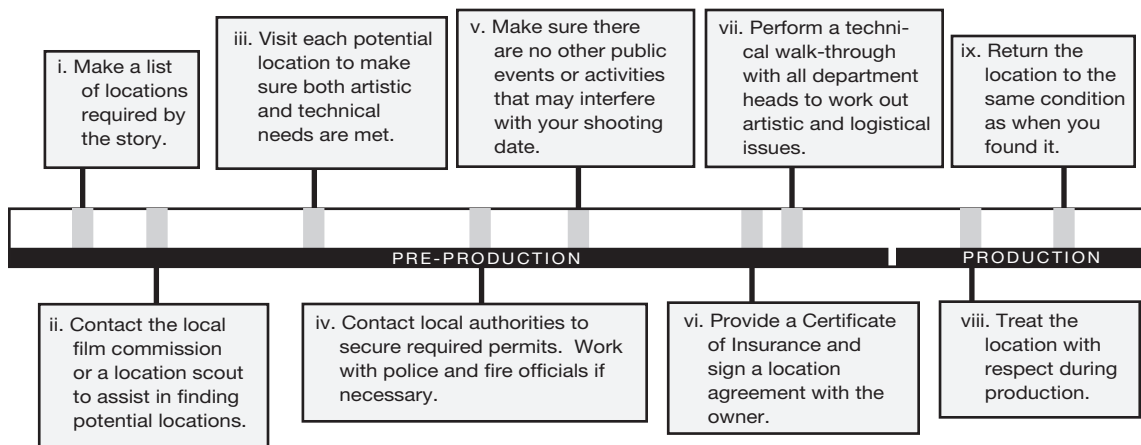 i. Make a list
of locations
required by
the story.
iii. Visit each potential
location to make
sure both artistic
and technical
needs are met.
v. Make sure there
are no other public
events or activities
that may interfere
with your shooting
date.
vii. Perform a techni-
cal walk-through
with all department
heads to work out
artistic and logistical
issues.
ix. Return the
location to the
same condition
as when you
found it.
PRE-PRODUCTION
PRODUCTION
ii. Contact the local
film commission
or a location scout
to assist in finding
potential locations.
iv. Contact local authorities to
secure required permits. Work
with police and fire officials if
necessary.
vi. Provide a Certificate
of Insurance and
sign a location
agreement with the
owner.
viii. Treat the
location with
respect during
production.